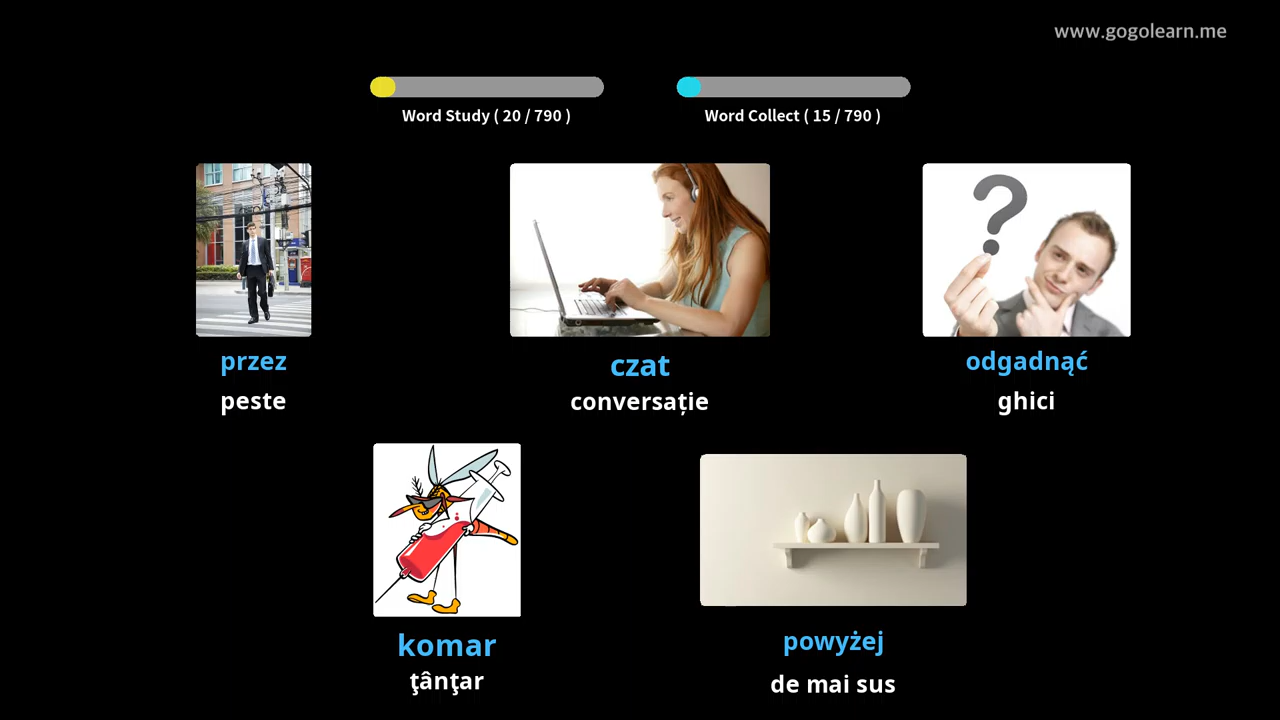 www.gogolearn.me
Word Study ( 20 / 790 )
Word Collect ( 15 / 790 )
przez
peste
czat
conversație
odgadnąć
ghici
komar
ţânţar
powyżej
de mai sus